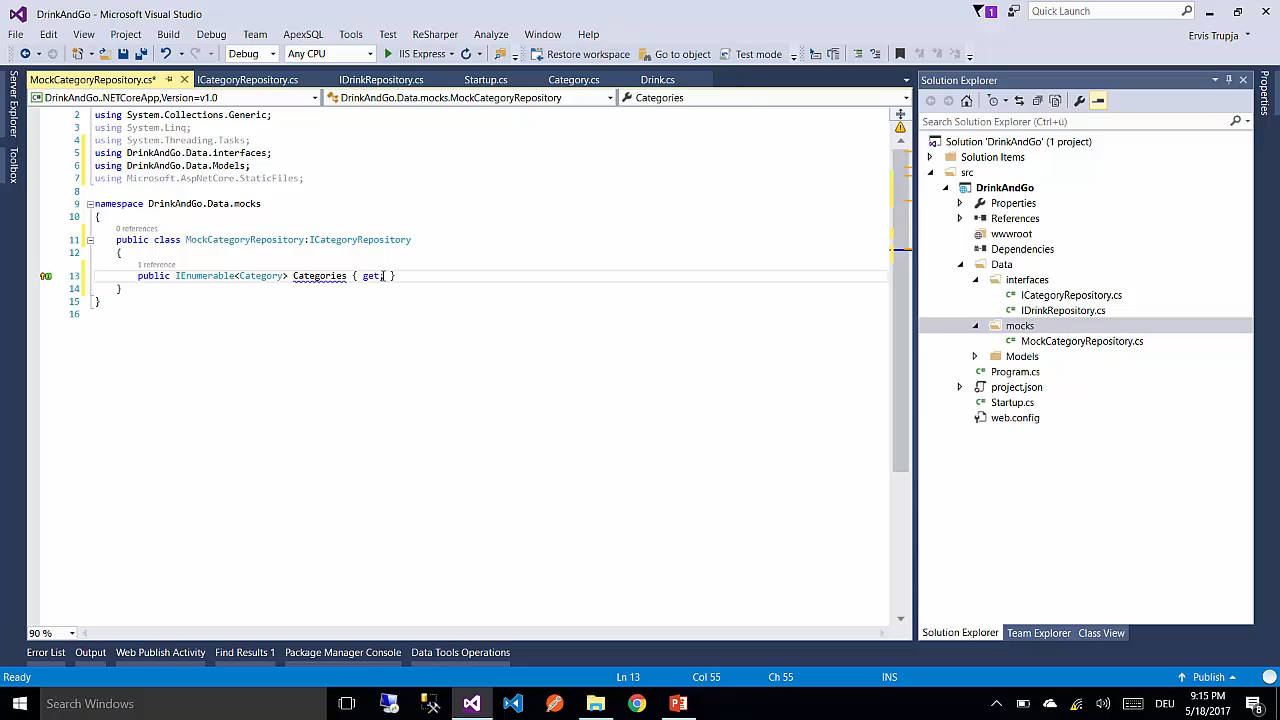 DrinkAndGo - Microsoft Visual Studio
1
Quick Launch
File Edit View Project Build Debug Team ApexSQL Tools Test ReSharper Analyze Window Help
Ervis Trupja
Debug Any CPU IIS Express Restore workspace Go to object Test mode
MockCategoryRepository.cs* ICategoryRepository.cs IDrinkRepository.cs Startup.cs Category.cs Drink.cs
DrinkAndGo..NETCoreApp,Version=v1.0 DrinkAndGo.Data.mocks.MockCategoryRepository Categories
Server Explorer
Toolbox
2 using System.Collections.Generic;
3 using System.Linq;
4 using System.Threading.Tasks;
5 using DrinkAndGo.Data.interfaces;
6 using DrinkAndGo.Data.Models;
7 using Microsoft.AspNetCore.StaticFiles;
8
9 namespace DrinkAndGo.Data.mocks
10 {
0 references
11 public class MockCategoryRepository:ICategoryRepository
12 {
1 reference
13 public IEnumerable<Category> Categories { get; }
14 }
15 }
16
90 %
Solution Explorer
Search Solution Explorer (Ctrl+ü)
Solution 'DrinkAndGo' (1 project)
Solution Items
src
DrinkAndGo
Properties
References
wwwroot
Dependencies
Data
interfaces
ICategoryRepository.cs
IDrinkRepository.cs
mocks
MockCategoryRepository.cs
Models
Program.cs
project.json
Startup.cs
web.config
Solution Explorer Team Explorer Class View
Properties
Error List Output Web Publish Activity Find Results 1 Package Manager Console Data Tools Operations
Ready Ln 13 Col 55 Ch 55 INS Publish
Search Windows
DEU
9:15 PM
5/18/2017
8